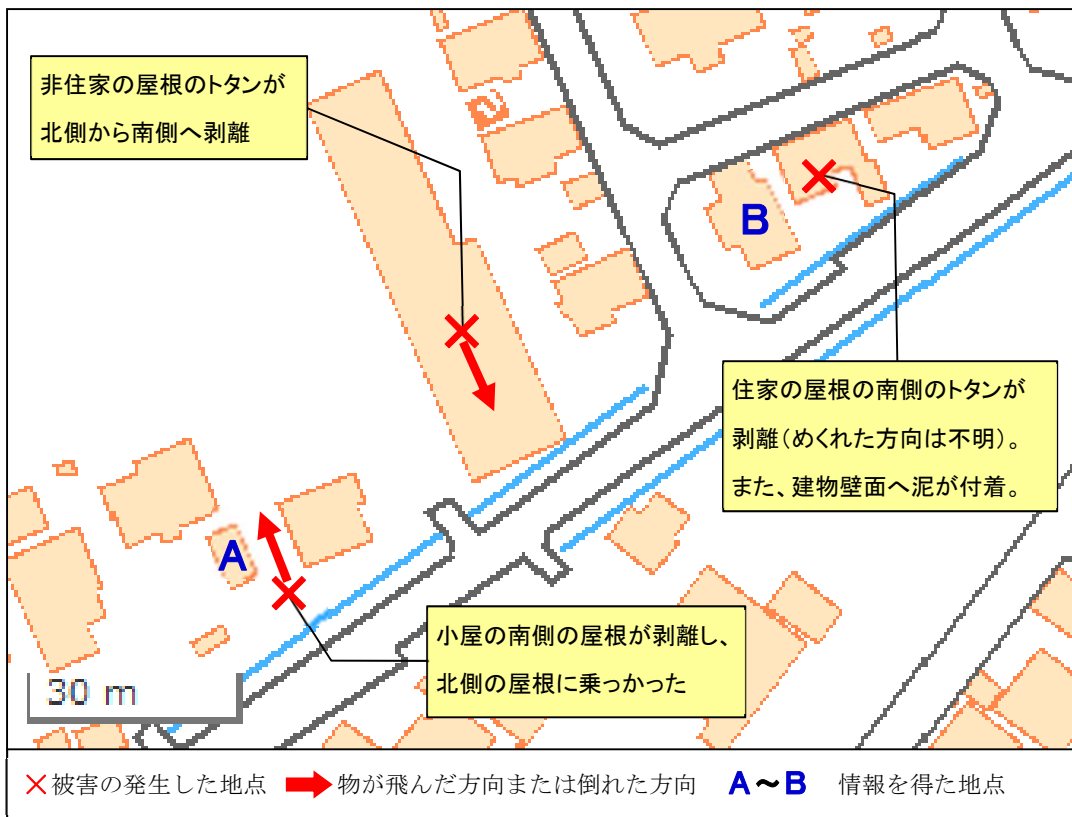 非住家の屋根のトタンが
北側から南側へ剥離
B
住家の屋根の南側のトタンが
剥離(めくれた方向は不明)。
また、建物壁面へ泥が付着。
A
小屋の南側の屋根が剥離し、
北側の屋根に乗っかった
30 m
被害の発生した地点 物が飛んだ方向または倒れた方向 A～B 情報を得た地点